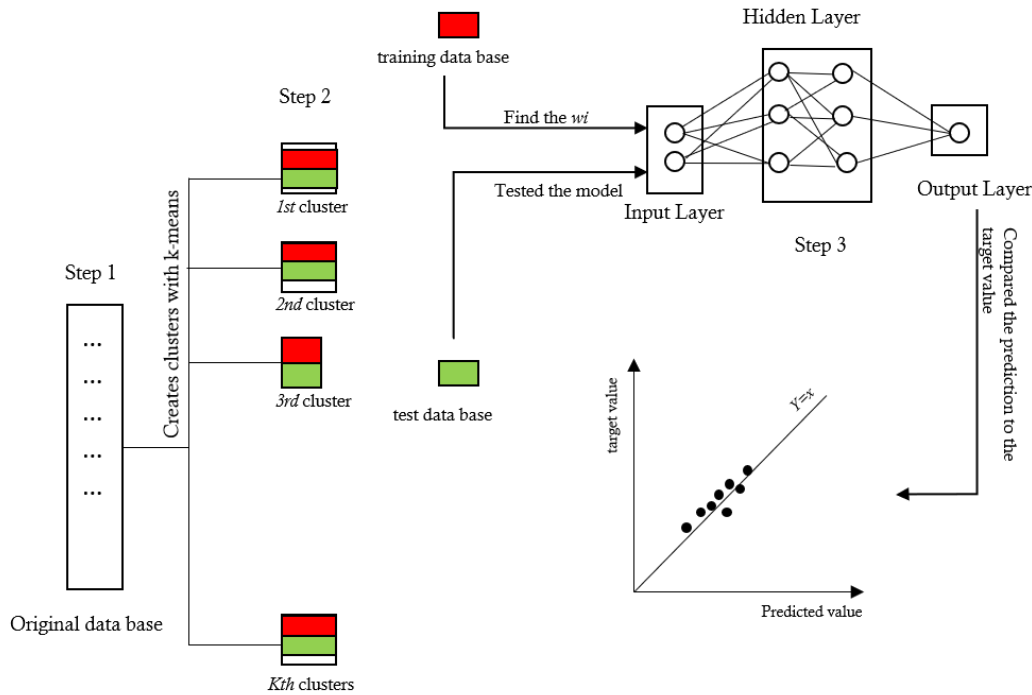 Hidden Layer
training data base
Step 1
Step 2
Find the wi
Tested the model
Input Layer
Output Layer
Step 3
Creates clusters with k-means
1st cluster
2nd cluster
3rd cluster
Kth clusters
...
...
...
...
...
Original data base
test data base
Compared the prediction to the
target value
target value
Y=x
Predicted value